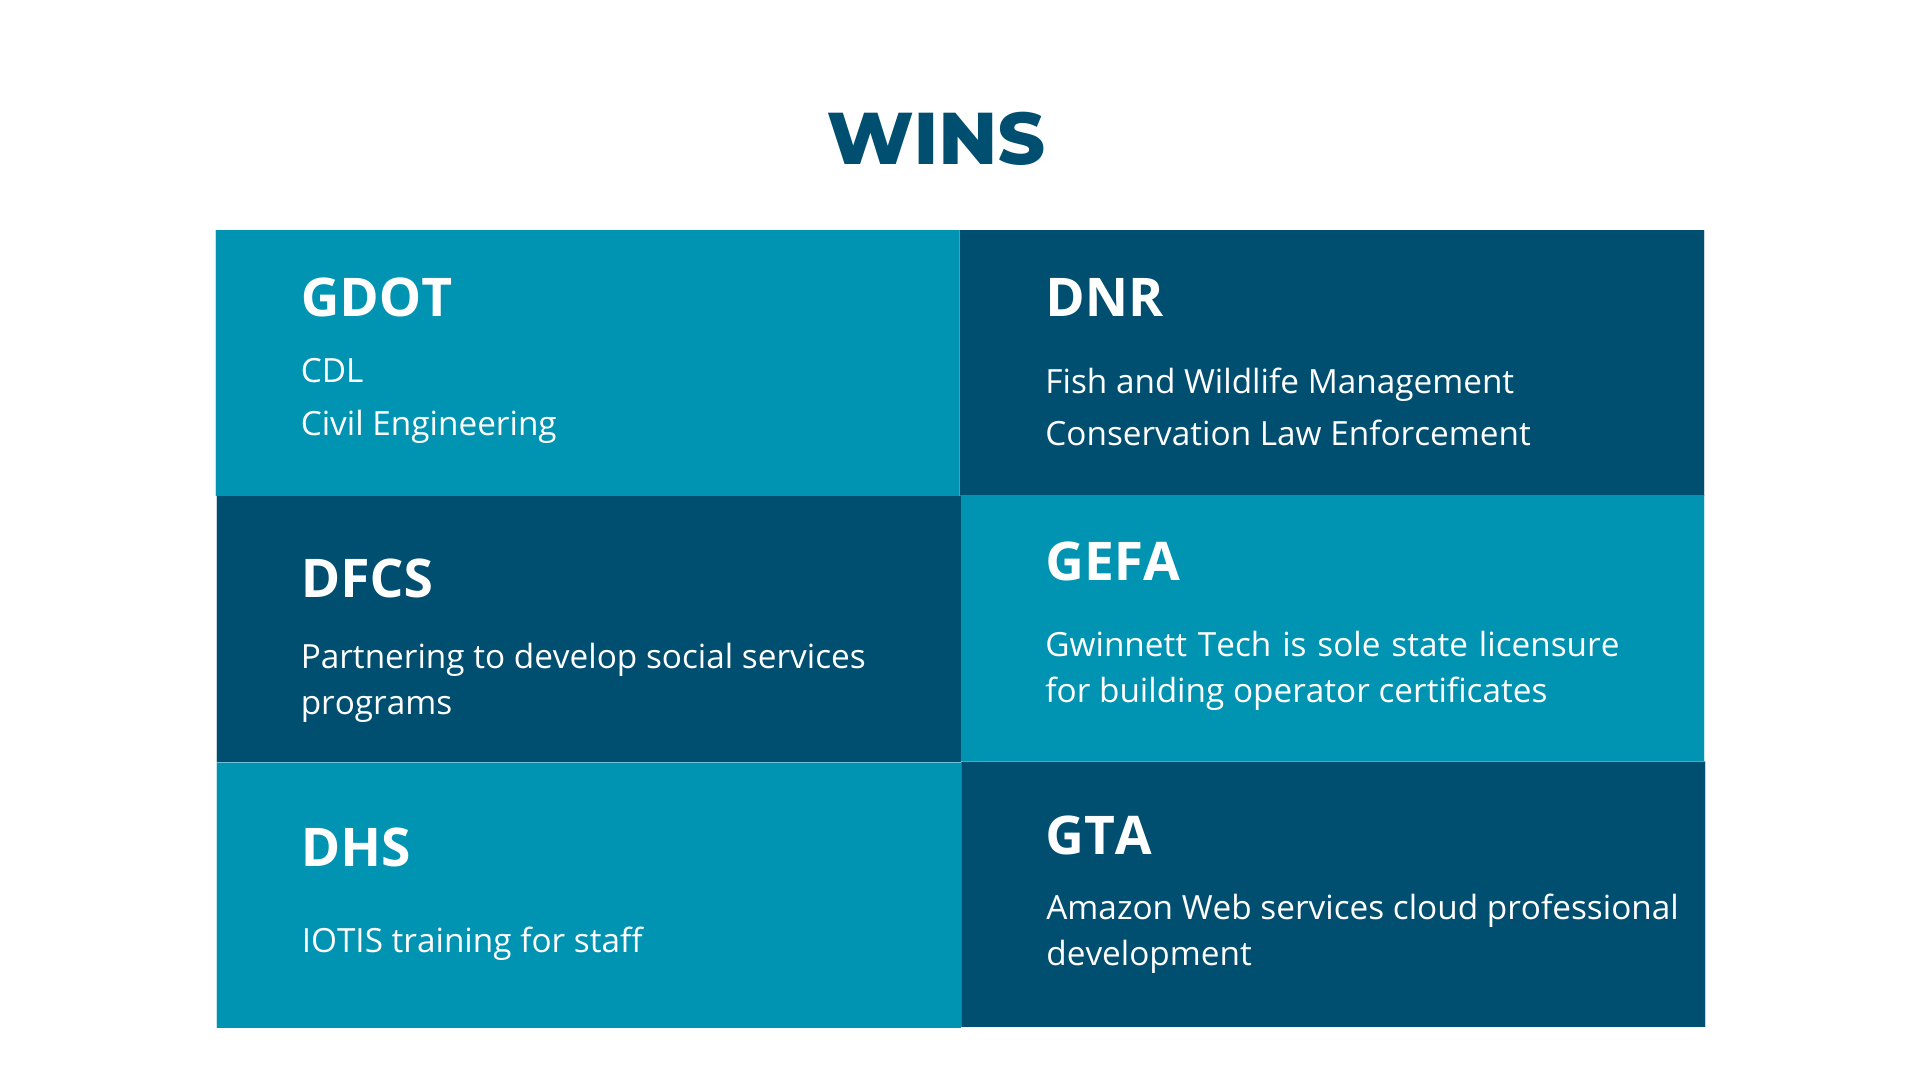 WINS
GDOT
CDL
Civil Engineering
DNR
Fish and Wildlife Management
Conservation Law Enforcement
DFCS
Partnering to develop social services
programs
GEFA
Gwinnett Tech is sole state licensure
for building operator certificates
DHS
IOTIS training for staff
GTA
Amazon Web services cloud professional
development